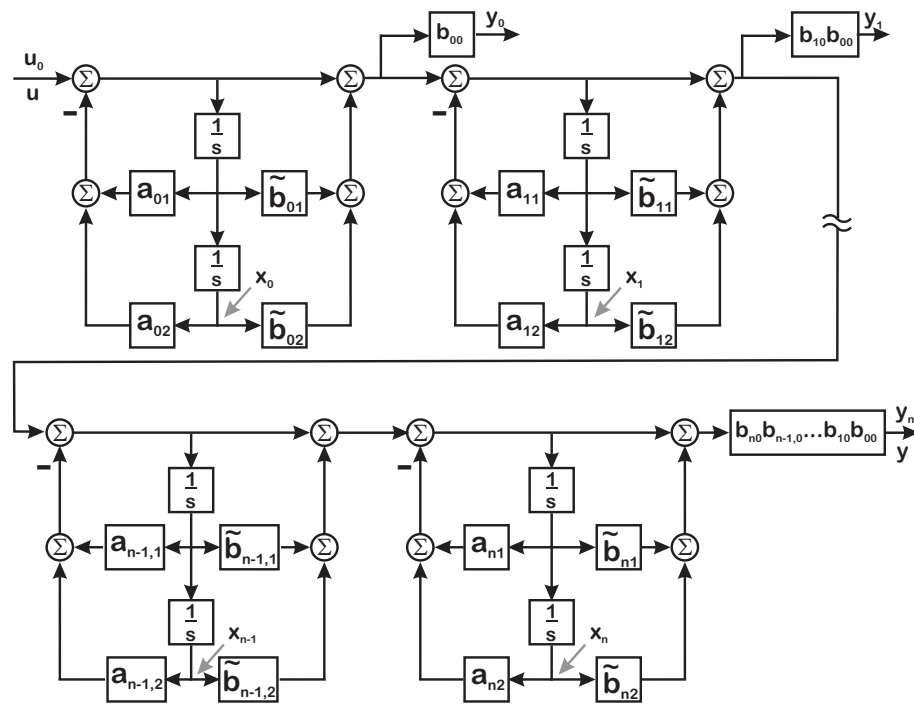 b₀₀ y₀
b₁₀b₀₀ y₁
u₀
u
Σ Σ Σ Σ
1/s 1/s
Σ a₀₁ b̃₀₁ Σ Σ a₁₁ b̃₁₁ Σ
1/s x₀ 1/s x₁
a₀₂ b̃₀₂ a₁₂ b̃₁₂
Σ Σ Σ Σ bₙ₀bₙ₋₁,₀...b₁₀b₀₀ yₙ
y
1/s 1/s
Σ aₙ₋₁,₁ b̃ₙ₋₁,₁ Σ Σ aₙ₁ b̃ₙ₁ Σ
1/s xₙ₋₁ 1/s xₙ
aₙ₋₁,₂ b̃ₙ₋₁,₂ aₙ₂ b̃ₙ₂